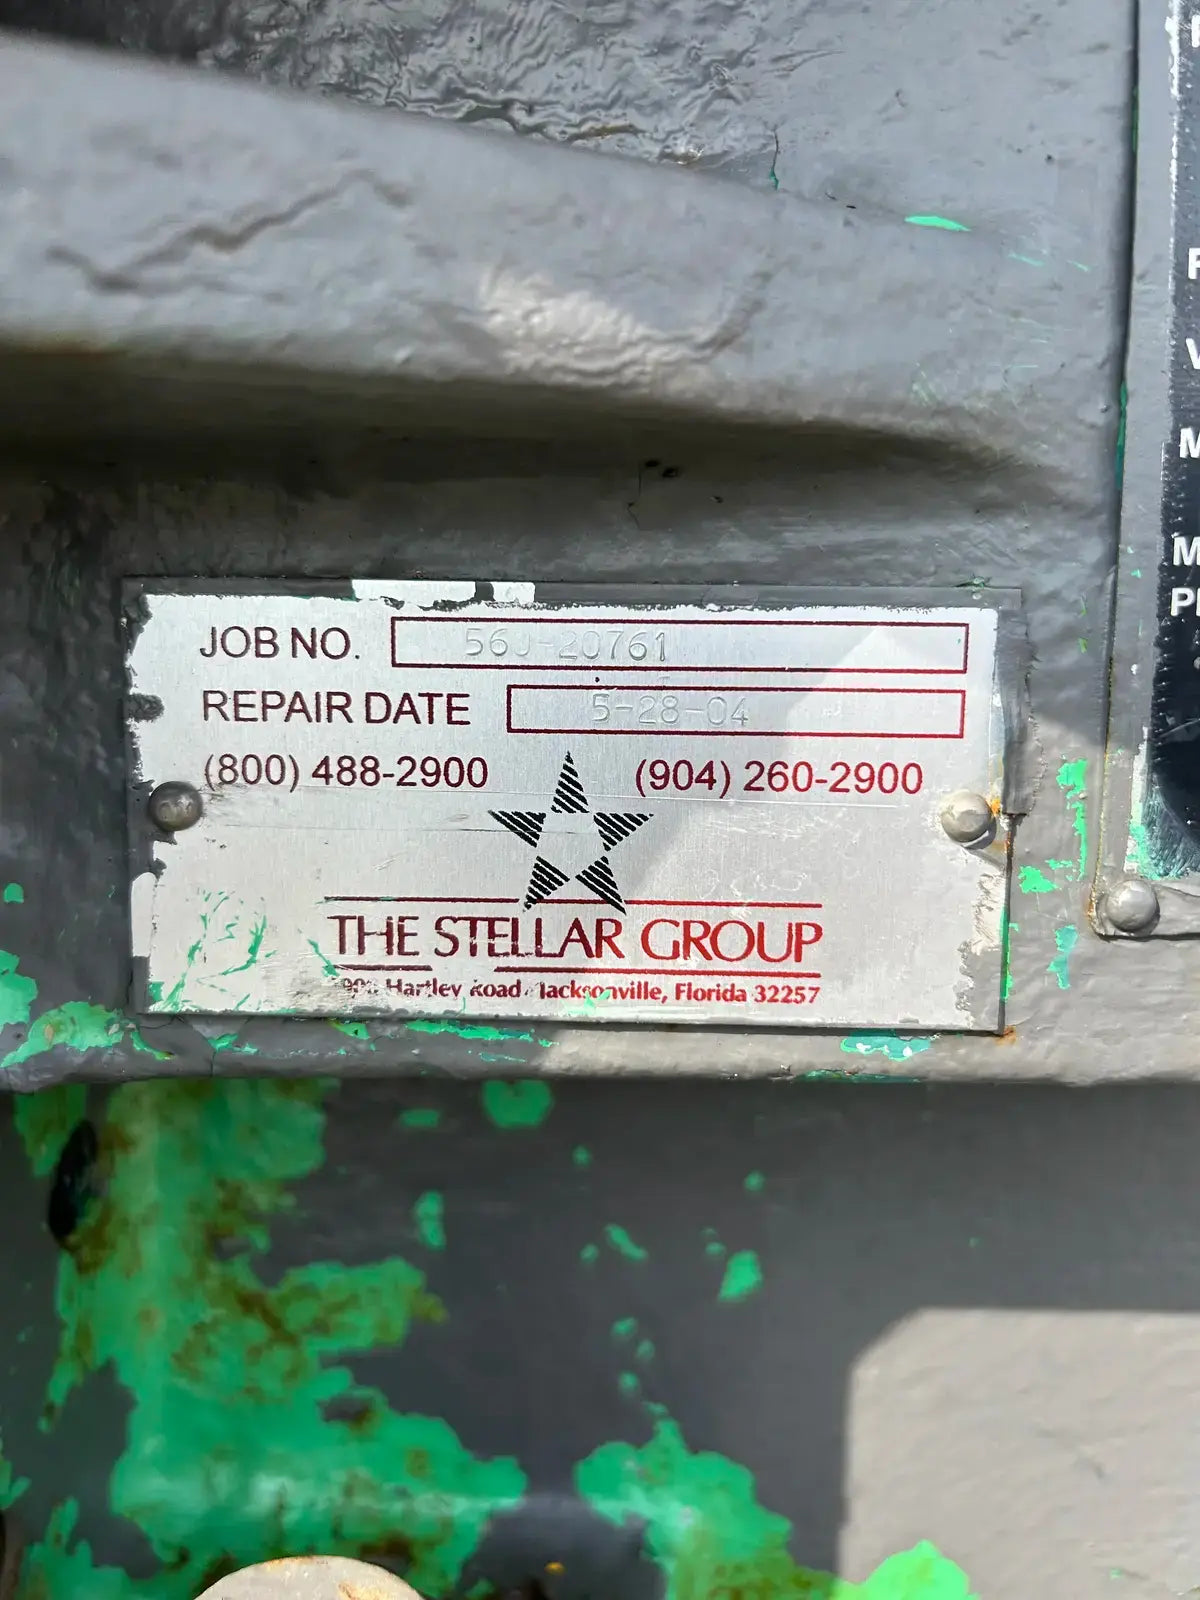 JOB NO. 56J-20761
REPAIR DATE 5-28-04
(800) 488-2900 (904) 260-2900
THE STELLAR GROUP
Hartley Road Jacksonville, Florida 32257